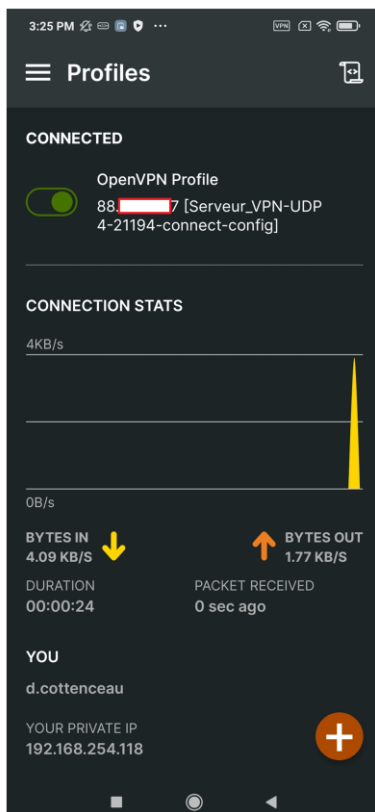 3:25 PM
VPN
Profiles
CONNECTED
OpenVPN Profile
88. 7 [Serveur_VPN-UDP
4-21194-connect-config]
CONNECTION STATS
4KB/s
0B/s
BYTES IN
4.09 KB/S
BYTES OUT
1.77 KB/S
DURATION
00:00:24
PACKET RECEIVED
0 sec ago
YOU
d.cottenceau
YOUR PRIVATE IP
192.168.254.118